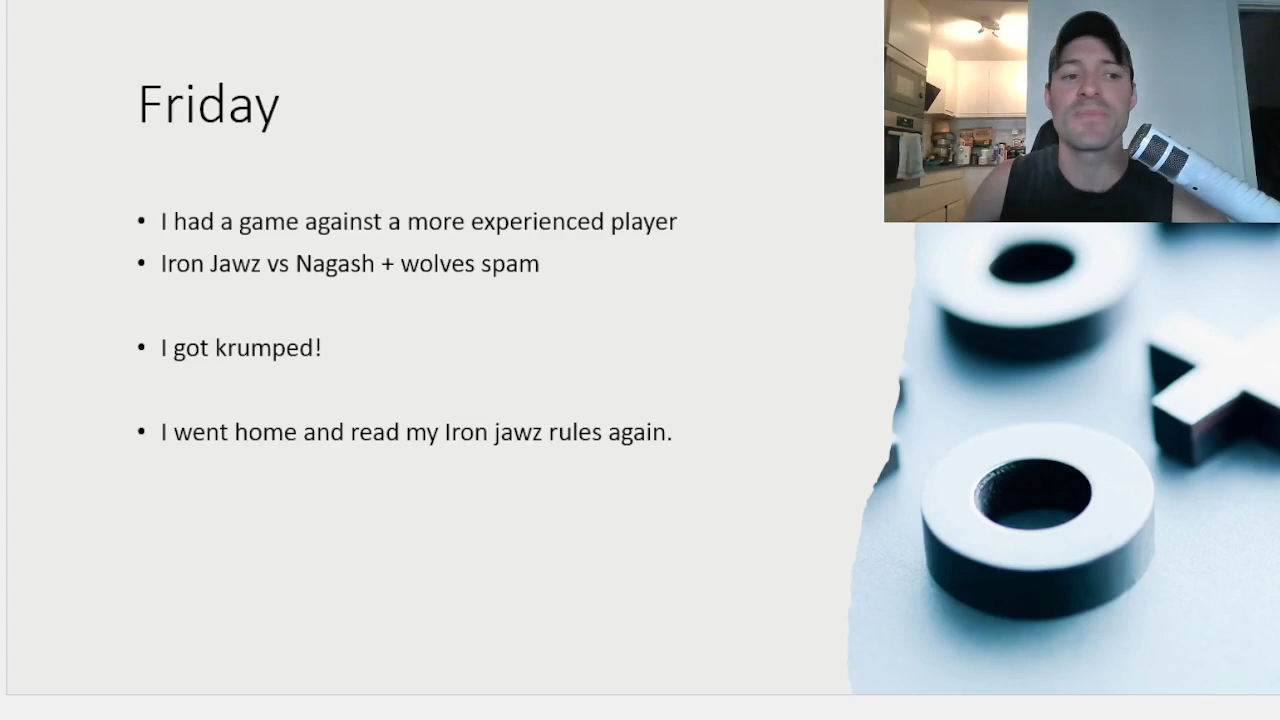 Friday
• I had a game against a more experienced player
• Iron Jawz vs Nagash + wolves spam
• I got krumped!
• I went home and read my Iron jawz rules again.